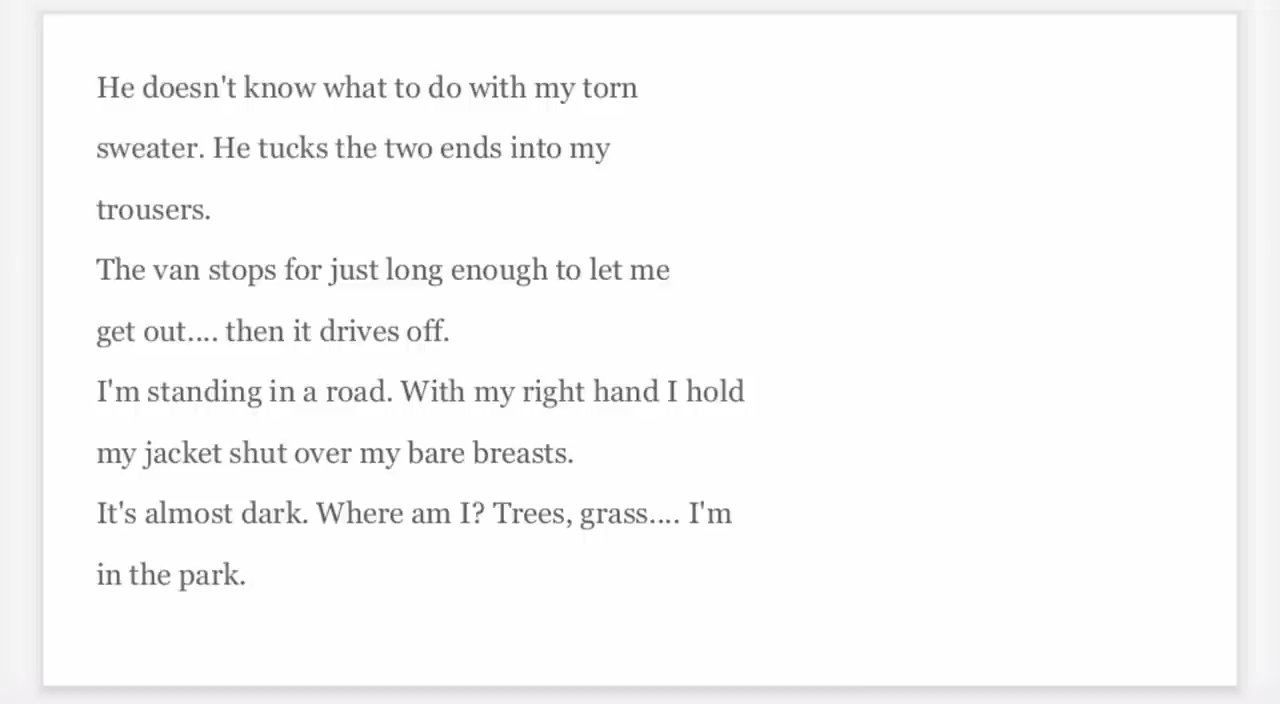 He doesn't know what to do with my torn
sweater. He tucks the two ends into my
trousers.
The van stops for just long enough to let me
get out.... then it drives off.
I'm standing in a road. With my right hand I hold
my jacket shut over my bare breasts.
It's almost dark. Where am I? Trees, grass.... I'm
in the park.